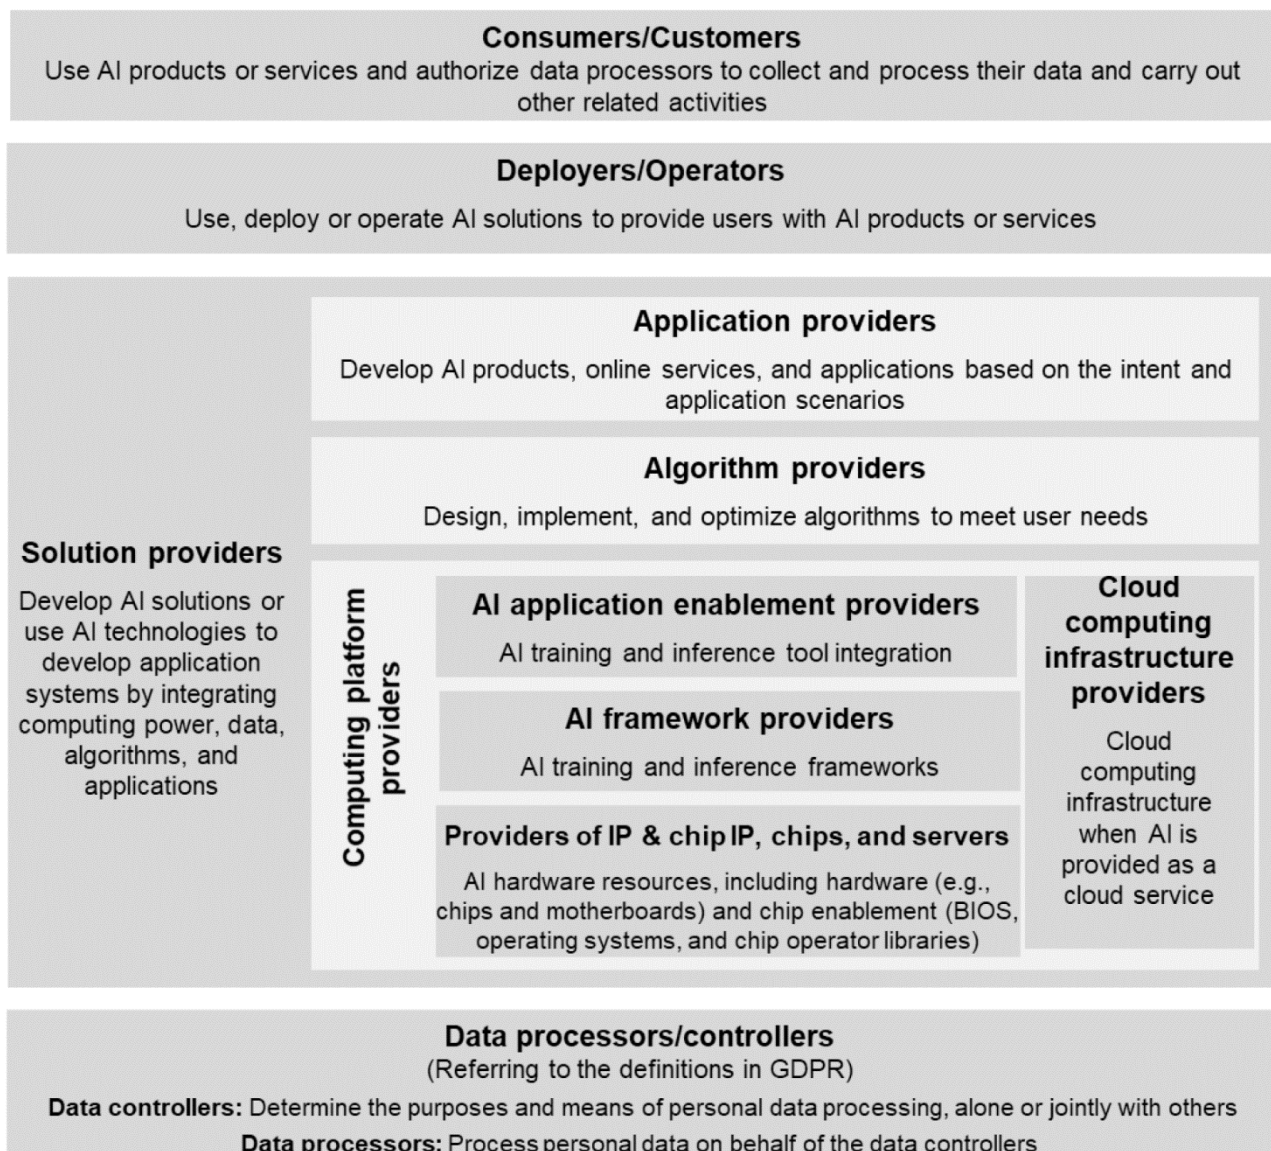 Consumers/Customers
Use AI products or services and authorize data processors to collect and process their data and carry out
other related activities
Deployers/Operators
Use, deploy or operate AI solutions to provide users with AI products or services
Solution providers
Develop AI solutions or
use AI technologies to
develop application
systems by integrating
computing power, data,
algorithms, and
applications
Application providers
Develop AI products, online services, and applications based on the intent and
application scenarios
Algorithm providers
Design, implement, and optimize algorithms to meet user needs
Computing platform
providers
AI application enablement providers
AI training and inference tool integration
AI framework providers
AI training and inference frameworks
Providers of IP & chip IP, chips, and servers
AI hardware resources, including hardware (e.g.,
chips and motherboards) and chip enablement (BIOS,
operating systems, and chip operator libraries)
Cloud
computing
infrastructure
providers
Cloud
computing
infrastructure
when AI is
provided as a
cloud service
Data processors/controllers
(Referring to the definitions in GDPR)
Data controllers: Determine the purposes and means of personal data processing, alone or jointly with others
Data processors: Process personal data on behalf of the data controllers